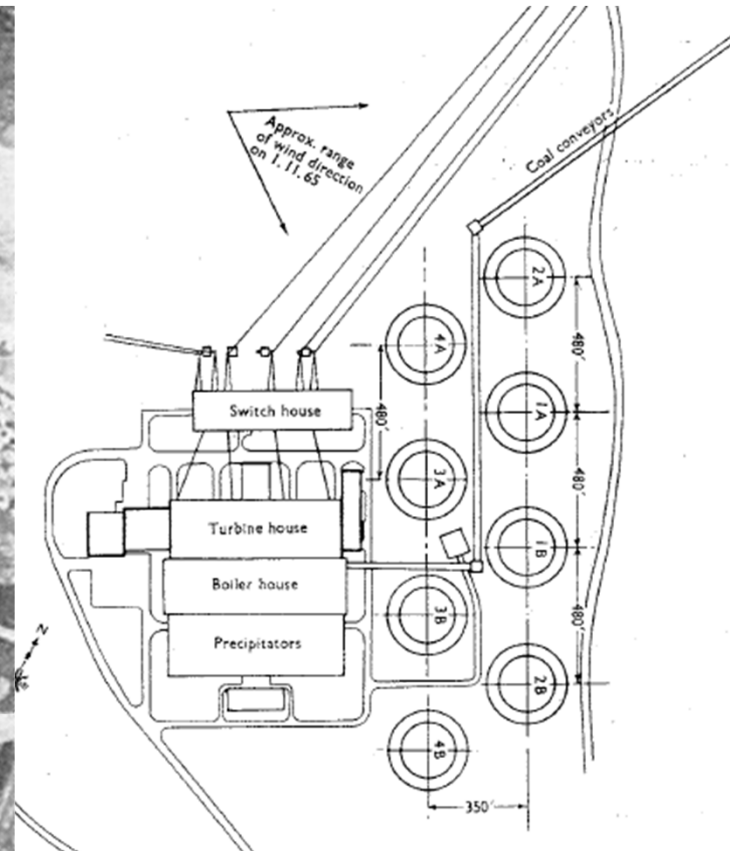 Approx. range
of wind direction
on 1.11.65
Coal conveyors
2A
480'
4A
1A
Switch house
480'
480'
3A
Turbine house
1B
Boiler house
3B
480'
Precipitators
2B
N
4B
350'